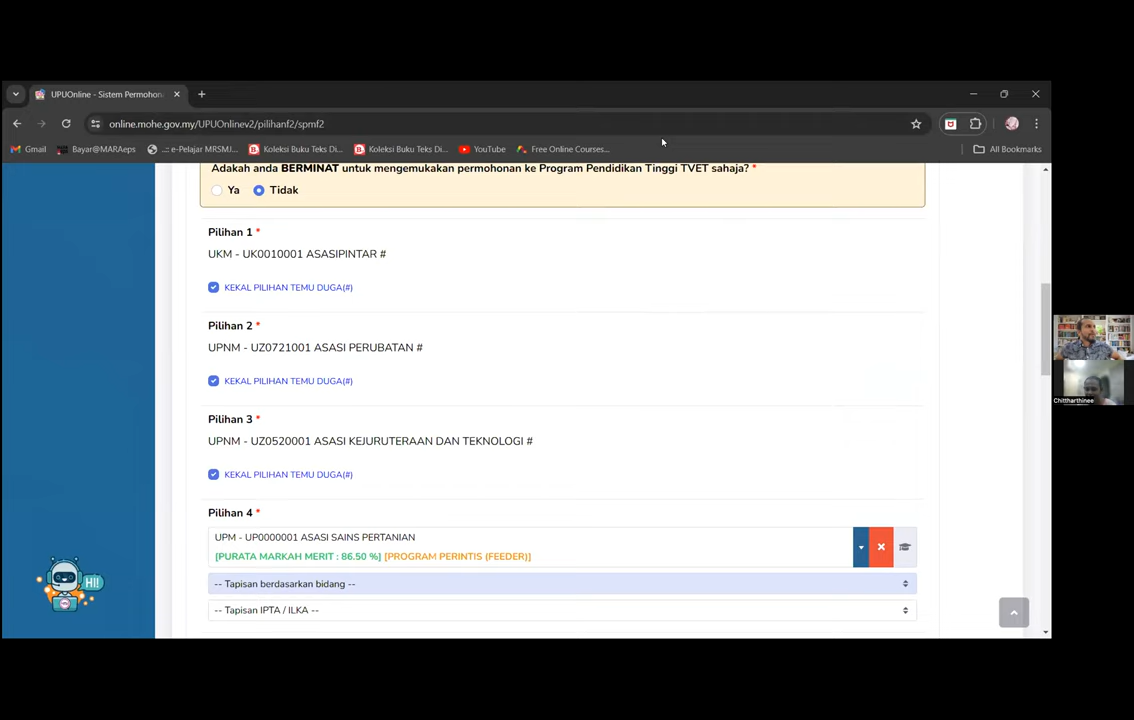 UPUOnline - Sistem Permohon
online.mohe.gov.my/UPUOnlinev2/pilihanf2/spmf2
Gmail
Bayar@MARAeps
..: e-Pelajar MRSMJ...
Koleksi Buku Teks Di...
Koleksi Buku Teks Di...
YouTube
Free Online Courses...
All Bookmarks
Adakah anda BERMINAT untuk mengemukakan permohonan ke Program Pendidikan Tinggi TVET sahaja? *
Ya Tidak
Pilihan 1 *
UKM - UK0010001 ASASIPINTAR #
KEKAL PILIHAN TEMU DUGA(#)
Pilihan 2 *
UPNM - UZ0721001 ASASI PERUBATAN #
KEKAL PILIHAN TEMU DUGA(#)
Pilihan 3 *
UPNM - UZ0520001 ASASI KEJURUTERAAN DAN TEKNOLOGI #
KEKAL PILIHAN TEMU DUGA(#)
Pilihan 4 *
UPM - UP0000001 ASASI SAINS PERTANIAN
[PURATA MARKAH MERIT : 86.50 %] [PROGRAM PERINTIS (FEEDER)]
-- Tapisan berdasarkan bidang --
-- Tapisan IPTA / ILKA --
HI!
Chittharthinee